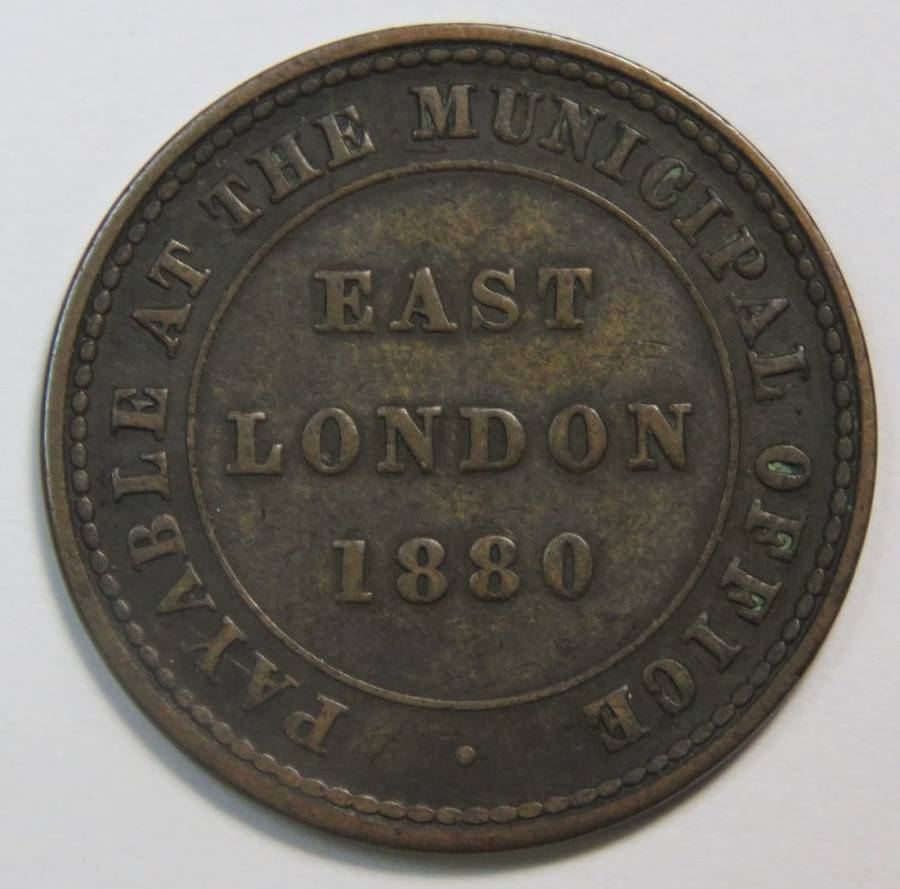 PAYABLE AT THE MUNICIPAL OFFICE
EAST
LONDON
1880